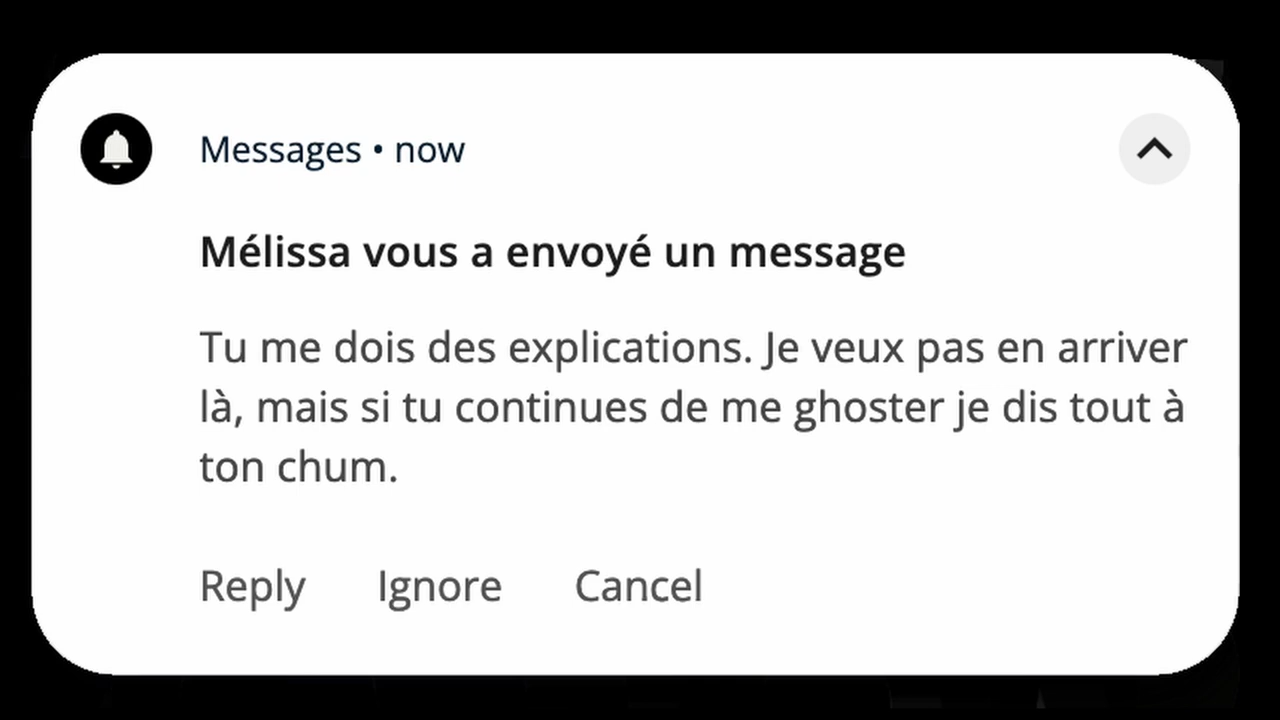 Messages • now
Mélissa vous a envoyé un message
Tu me dois des explications. Je veux pas en arriver
là, mais si tu continues de me ghoster je dis tout à
ton chum.
Reply Ignore Cancel